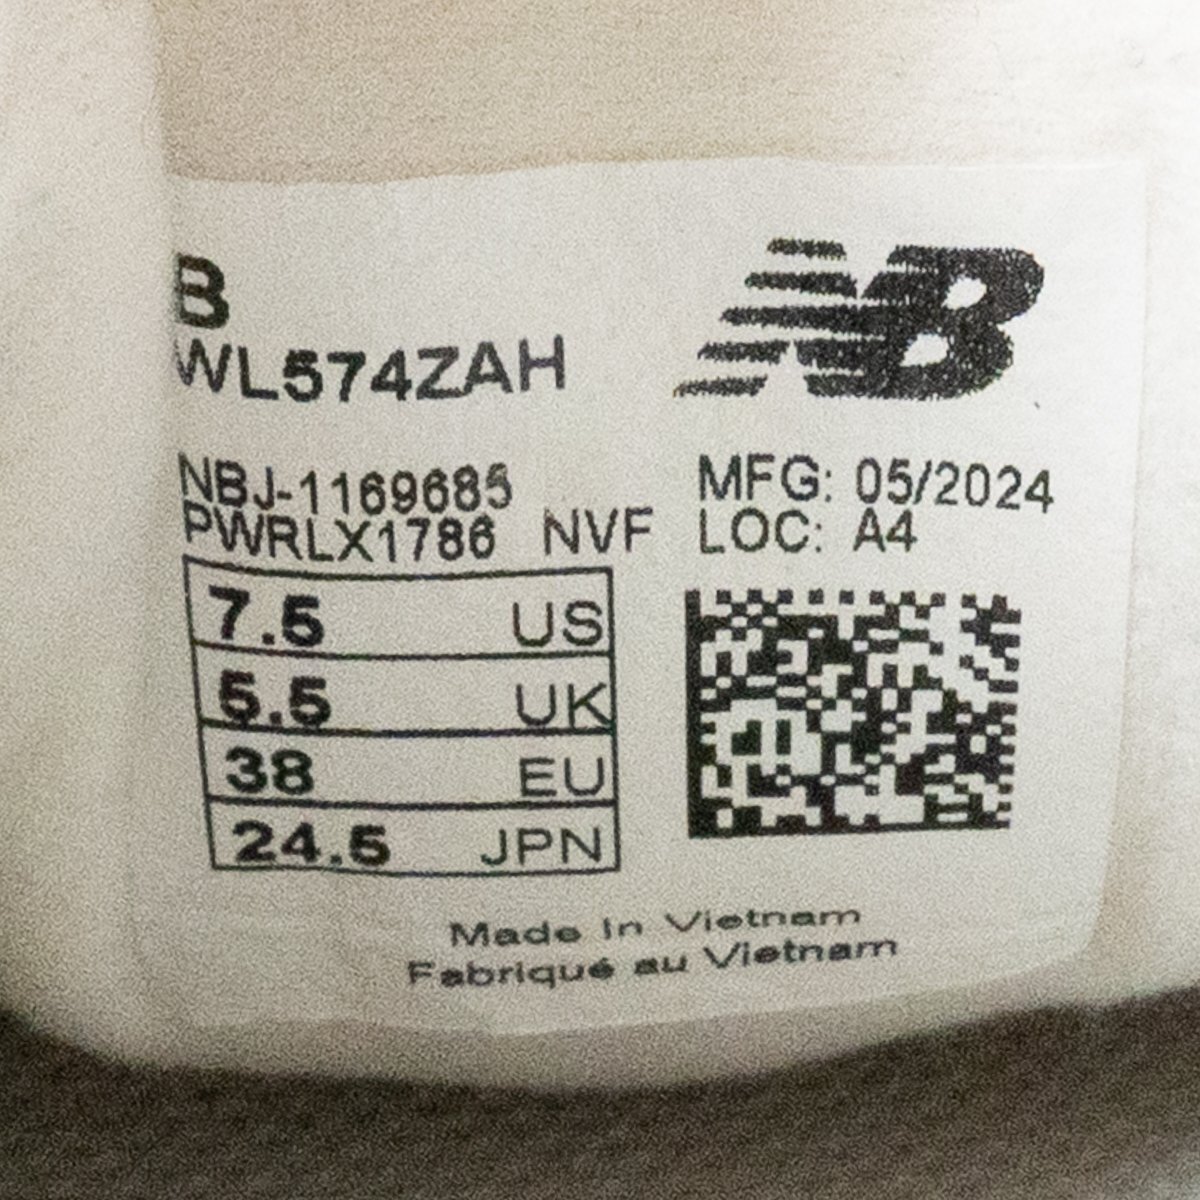 B
WL574ZAH
NB
NBJ-1169685
PWRLX1786 NVF
MFG: 05/2024
LOC: A4
7.5 US
5.5 UK
38 EU
24.5 JPN
Made In Vietnam
Fabriqué au Vietnam